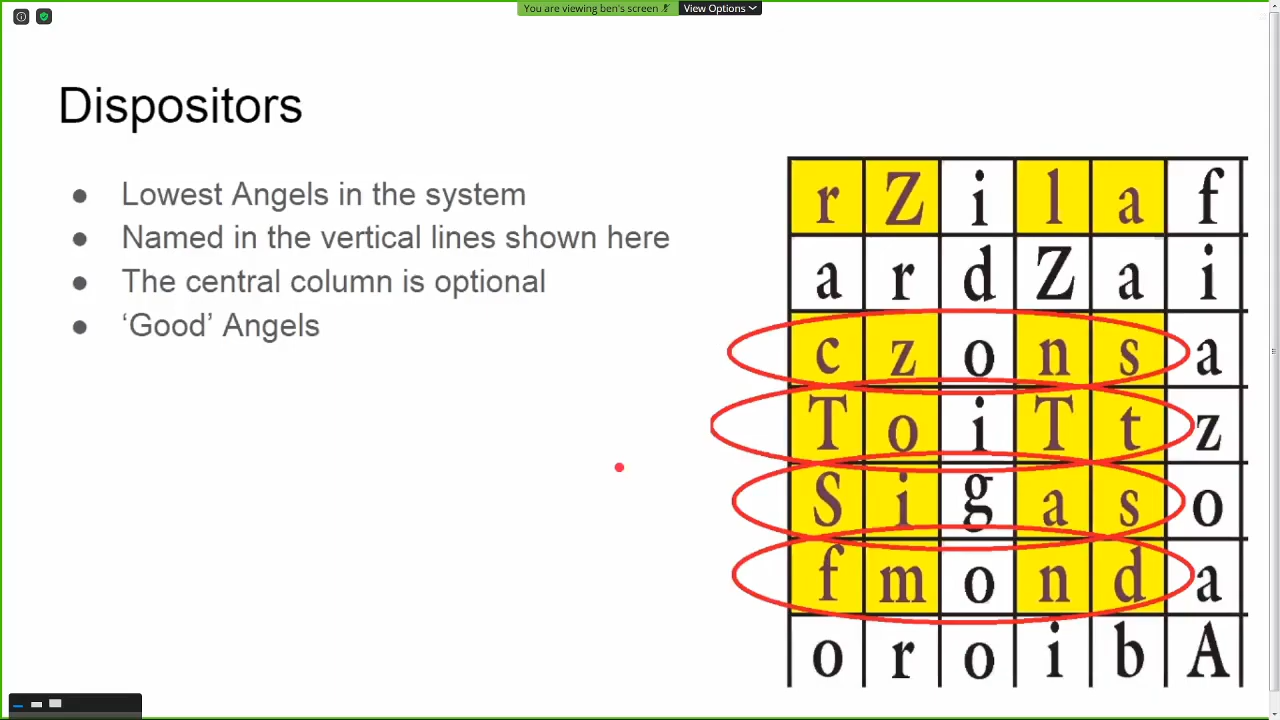 You are viewing ben's screen
View Options
Dispositors
● Lowest Angels in the system
● Named in the vertical lines shown here
● The central column is optional
● ‘Good’ Angels
r Z i l a f
a r d Z a i
c z o n s a
T o i T t z
S i g a s o
f m o n d a
o r o i b A